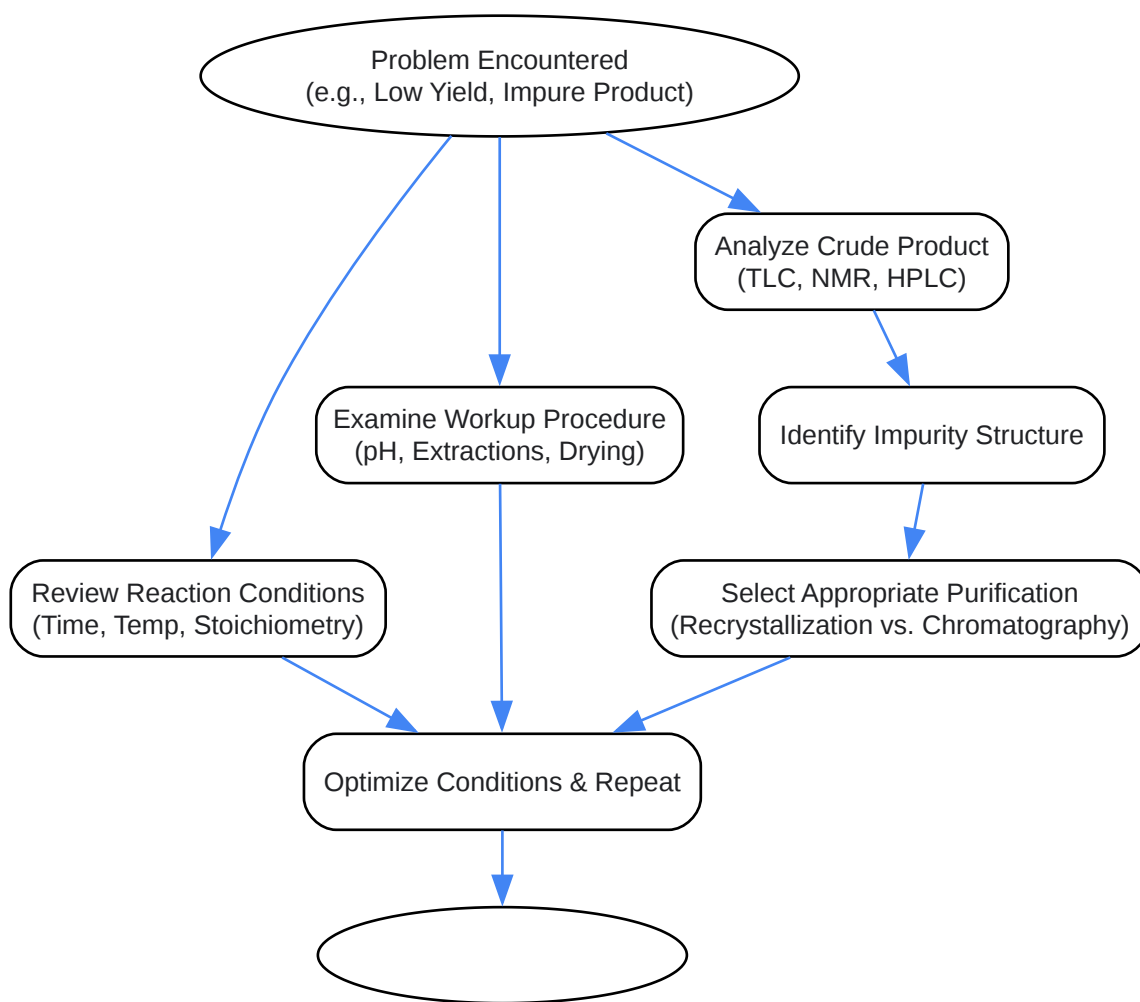 Problem Encountered
(e.g., Low Yield, Impure Product)
Analyze Crude Product
(TLC, NMR, HPLC)
Examine Workup Procedure
(pH, Extractions, Drying)
Identify Impurity Structure
Review Reaction Conditions
(Time, Temp, Stoichiometry)
Select Appropriate Purification
(Recrystallization vs. Chromatography)
Optimize Conditions & Repeat